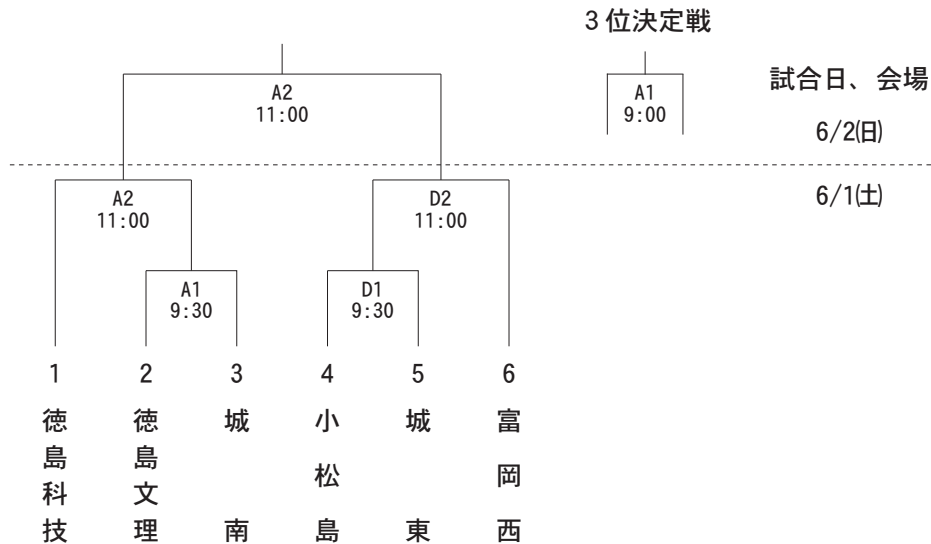 3位決定戦
試合日、会場
A2
11:00
A1
9:00
6/2(日)
6/1(土)
A2
11:00
D2
11:00
A1
9:30
D1
9:30
1
2
3
4
5
6
徳島科技
徳島文理
城南
小松島
城東
富岡西